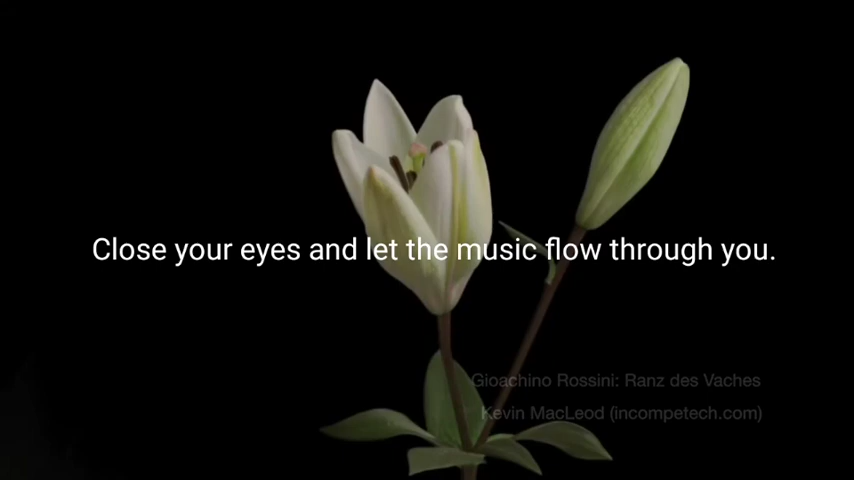 Close your eyes and let the music flow through you.
Gioachino Rossini: Ranz des Vaches
Kevin MacLeod (incompetech.com)